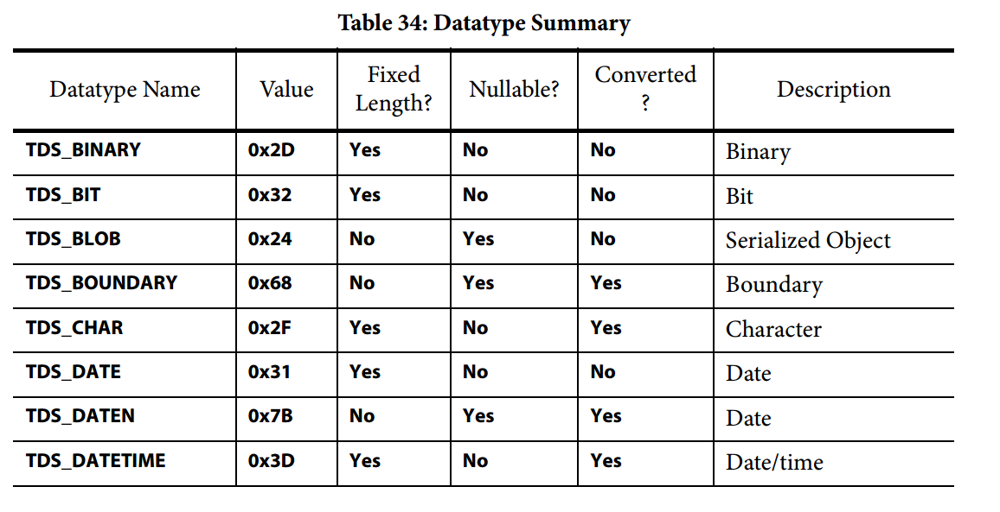 Table 34: Datatype Summary
Datatype Name Value Fixed Length? Nullable? Converted ? Description
TDS_BINARY 0x2D Yes No No Binary
TDS_BIT 0x32 Yes No No Bit
TDS_BLOB 0x24 No Yes No Serialized Object
TDS_BOUNDARY 0x68 No Yes Yes Boundary
TDS_CHAR 0x2F Yes No Yes Character
TDS_DATE 0x31 Yes No No Date
TDS_DATEN 0x7B No Yes Yes Date
TDS_DATETIME 0x3D Yes No Yes Date/time